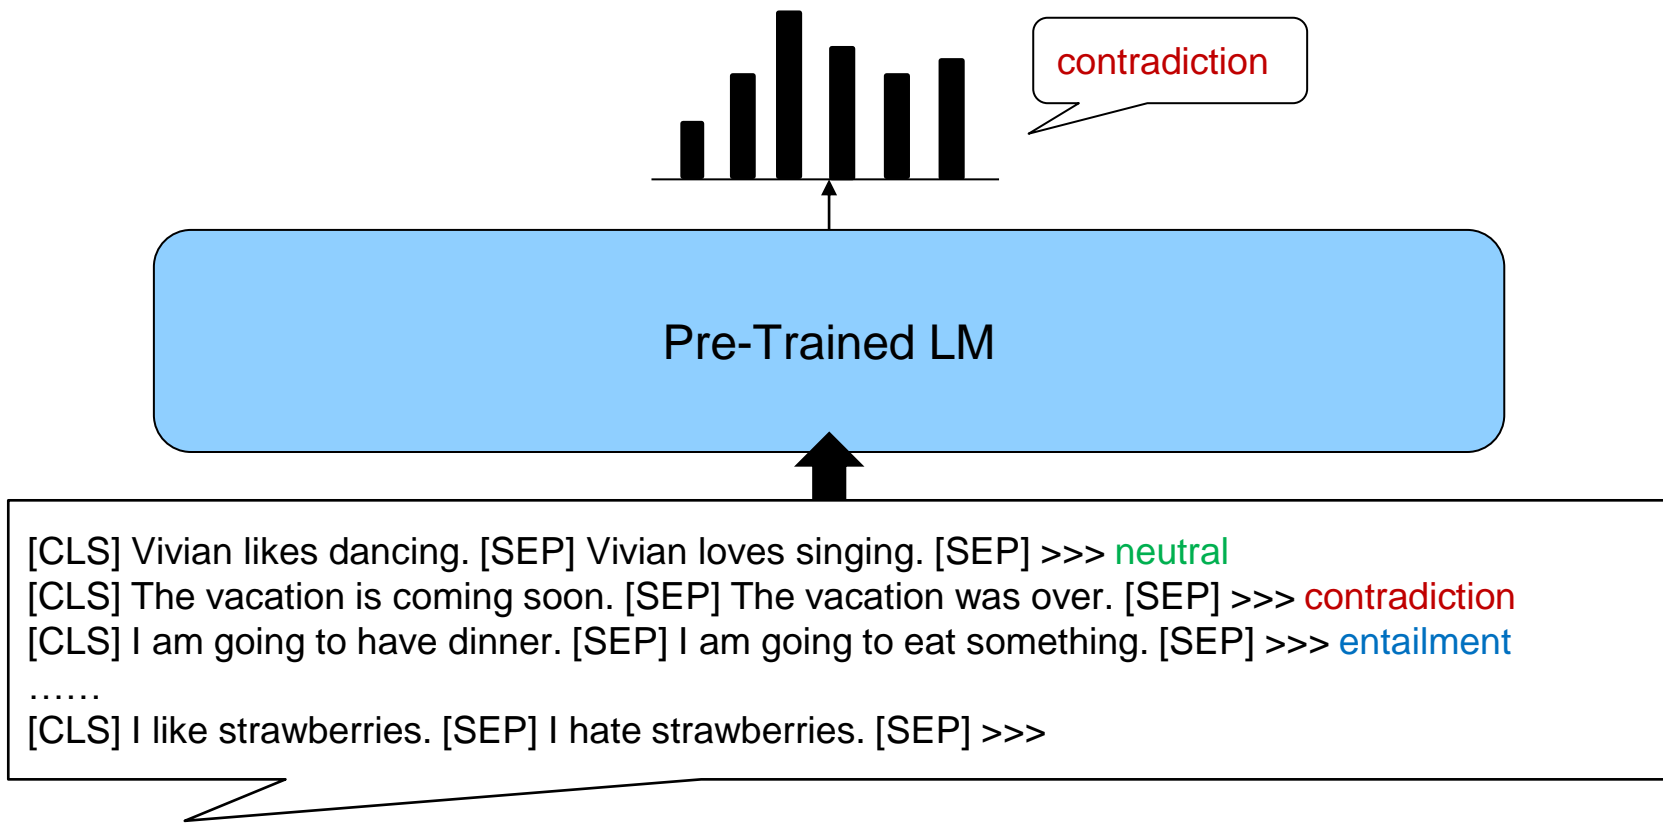 contradiction
Pre-Trained LM
[CLS] Vivian likes dancing. [SEP] Vivian loves singing. [SEP] >>> neutral
[CLS] The vacation is coming soon. [SEP] The vacation was over. [SEP] >>> contradiction
[CLS] I am going to have dinner. [SEP] I am going to eat something. [SEP] >>> entailment
……
[CLS] I like strawberries. [SEP] I hate strawberries. [SEP] >>>